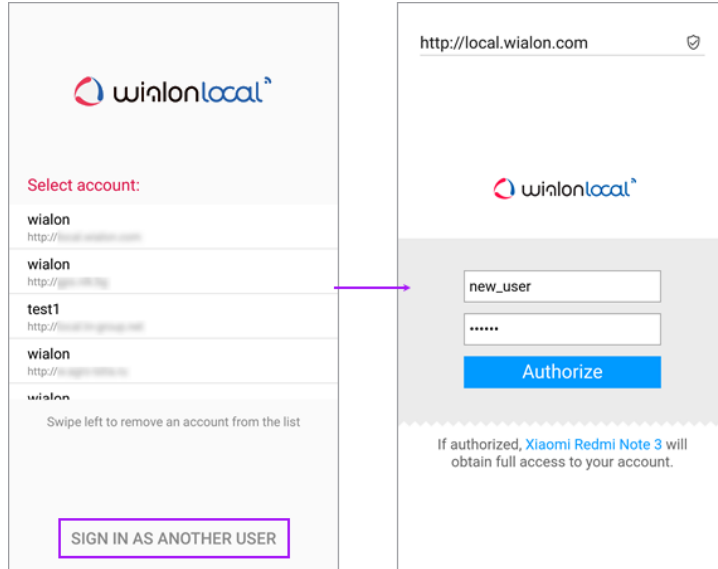 wialonlocal
Select account:
wialon
http://
wialon
http://
test1
http://
wialon
http://
wialon
Swipe left to remove an account from the list
SIGN IN AS ANOTHER USER
http://local.wialon.com
wialonlocal
new_user
••••••
Authorize
If authorized, Xiaomi Redmi Note 3 will
obtain full access to your account.